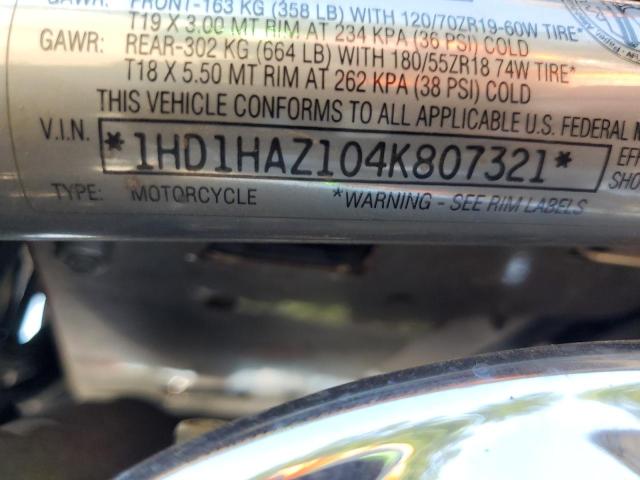 GAWR: FRONT-163 KG (358 LB) WITH 120/70ZR19-60W TIRE*
T19 X 3.00 MT RIM AT 234 KPA (36 PSI) COLD
GAWR: REAR-302 KG (664 LB) WITH 180/55ZR18 74W TIRE*
T18 X 5.50 MT RIM AT 262 KPA (38 PSI) COLD
THIS VEHICLE CONFORMS TO ALL APPLICABLE U.S. FEDERAL M
V.I.N. *1HD1HAZ104K807321* EFF
SHO
TYPE: MOTORCYCLE *WARNING - SEE RIM LABELS